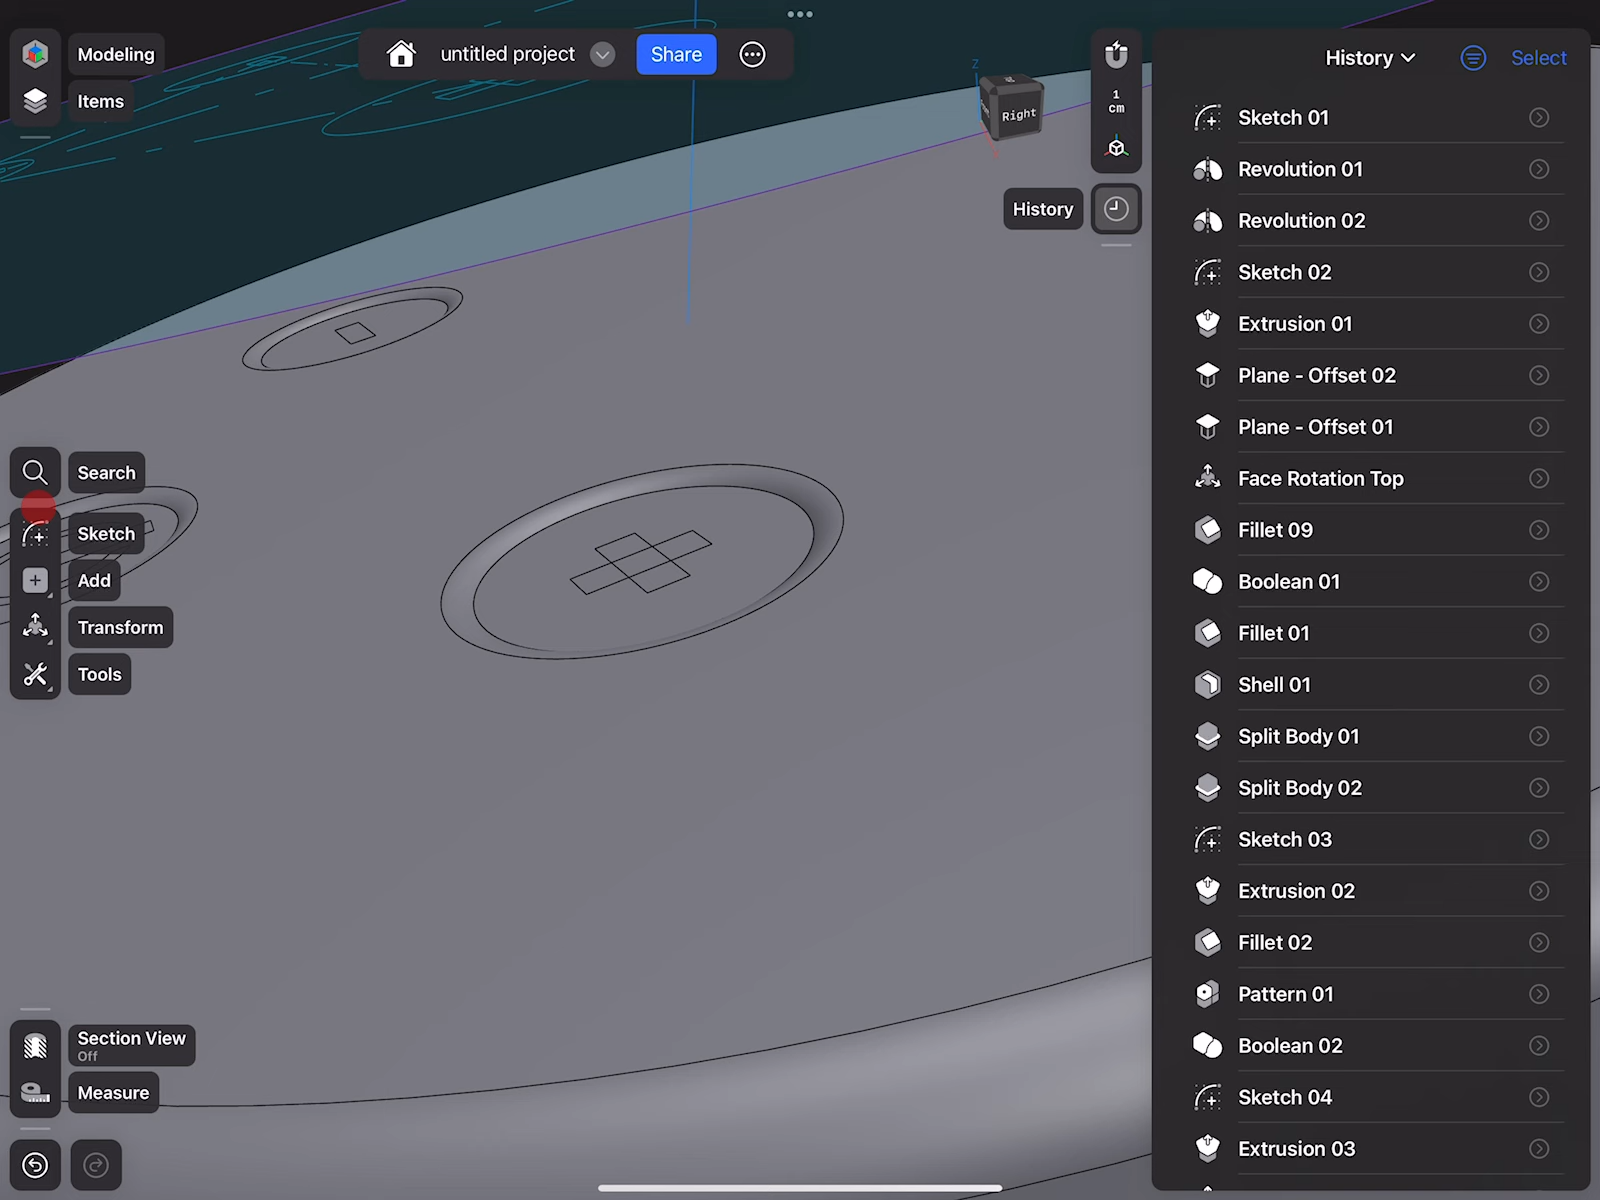 Modeling
Items
untitled project
Share
Z
Right
1
cm
History
Search
Sketch
Add
Transform
Tools
Section View
Off
Measure
History
Select
Sketch 01
Revolution 01
Revolution 02
Sketch 02
Extrusion 01
Plane - Offset 02
Plane - Offset 01
Face Rotation Top
Fillet 09
Boolean 01
Fillet 01
Shell 01
Split Body 01
Split Body 02
Sketch 03
Extrusion 02
Fillet 02
Pattern 01
Boolean 02
Sketch 04
Extrusion 03